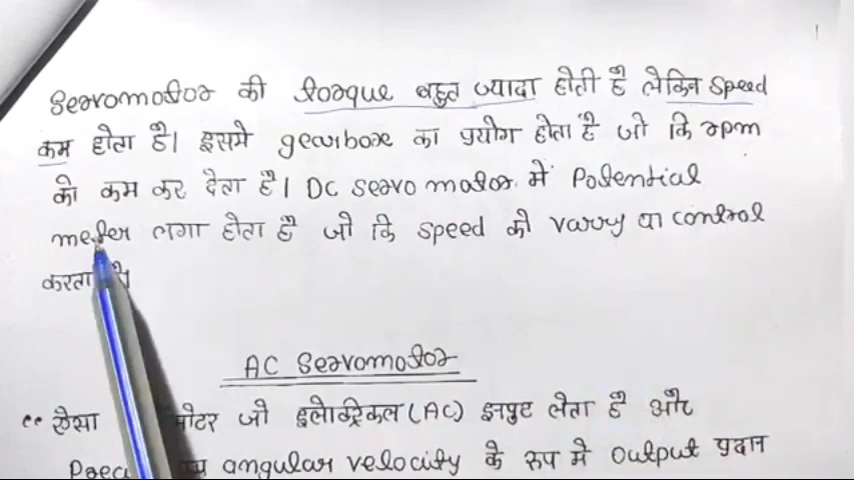 Servomotor की torque बहुत ज्यादा होती है लेकिन speed
कम होता है। इसमे gearbox का प्रयोग होता है जो कि rpm
को कम कर देता है। DC servo motor में Potential
meter लगा होता है जो कि speed को varry या control
करता
AC Servomotor
“ ऐसा मोटर जो इलेक्ट्रिकल (AC) इनपुट लेता है और
angular velocity के रुप मे output प्रदान